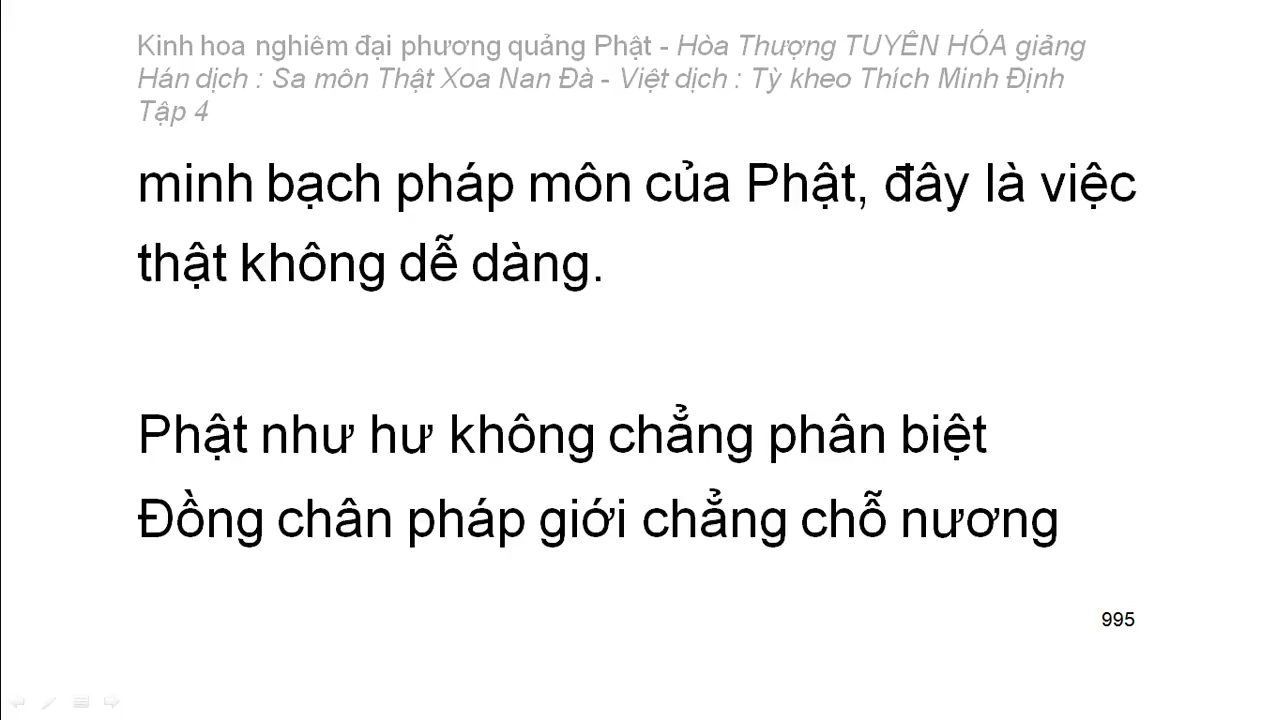 Kinh hoa nghiêm đại phương quảng Phật - Hòa Thượng TUYÊN HÓA giảng
Hán dịch : Sa môn Thật Xoa Nan Đà - Việt dịch : Tỳ kheo Thích Minh Định
Tập 4
minh bạch pháp môn của Phật, đây là việc
thật không dễ dàng.
Phật như hư không chẳng phân biệt
Đồng chân pháp giới chẳng chỗ nương
995